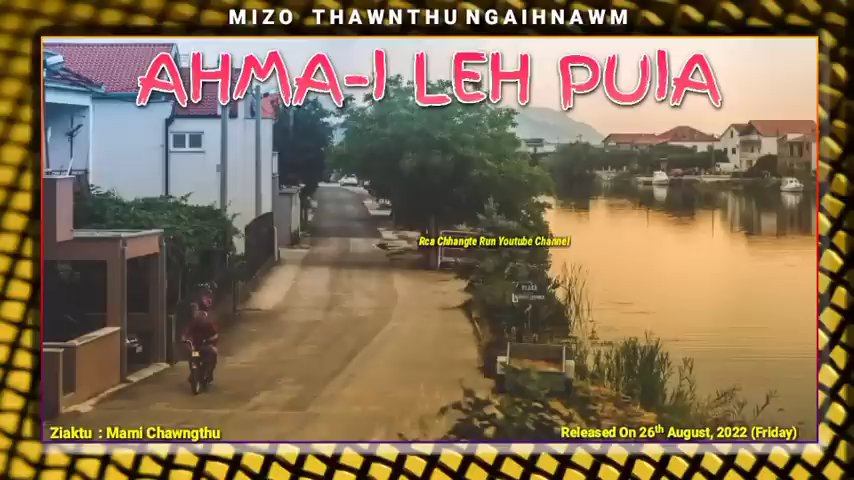 MIZO THAWNTHU NGAIHNAWM
AHMA-I LEH PUIA
Rca Chhangte Run Youtube Channel
Ziaktu : Mami Chawngthu
Released On 26th August, 2022 (Friday)